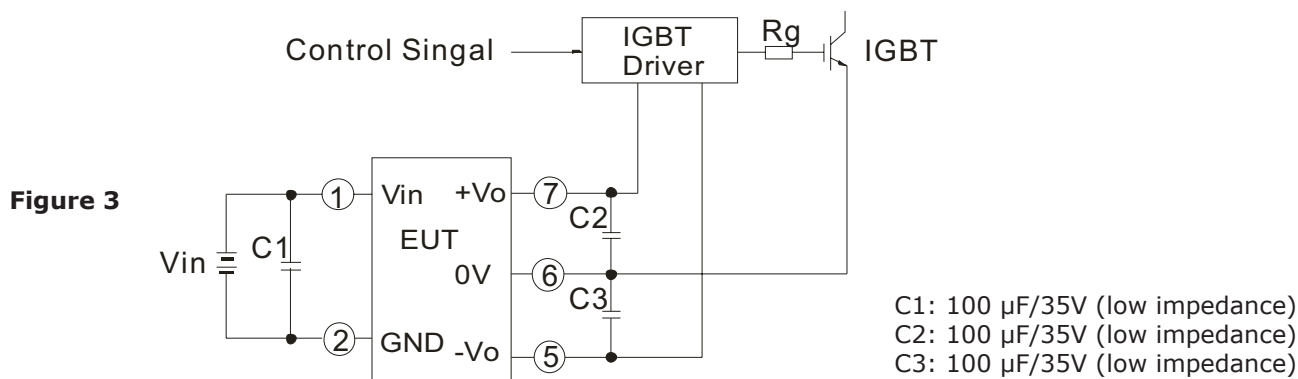 Figure 3
Control Singal
IGBT
Driver
Rg
IGBT
Vin
C1
1
Vin
+Vo
7
C2
EUT
0V
6
C3
2
GND
-Vo
5
C1: 100 µF/35V (low impedance)
C2: 100 µF/35V (low impedance)
C3: 100 µF/35V (low impedance)